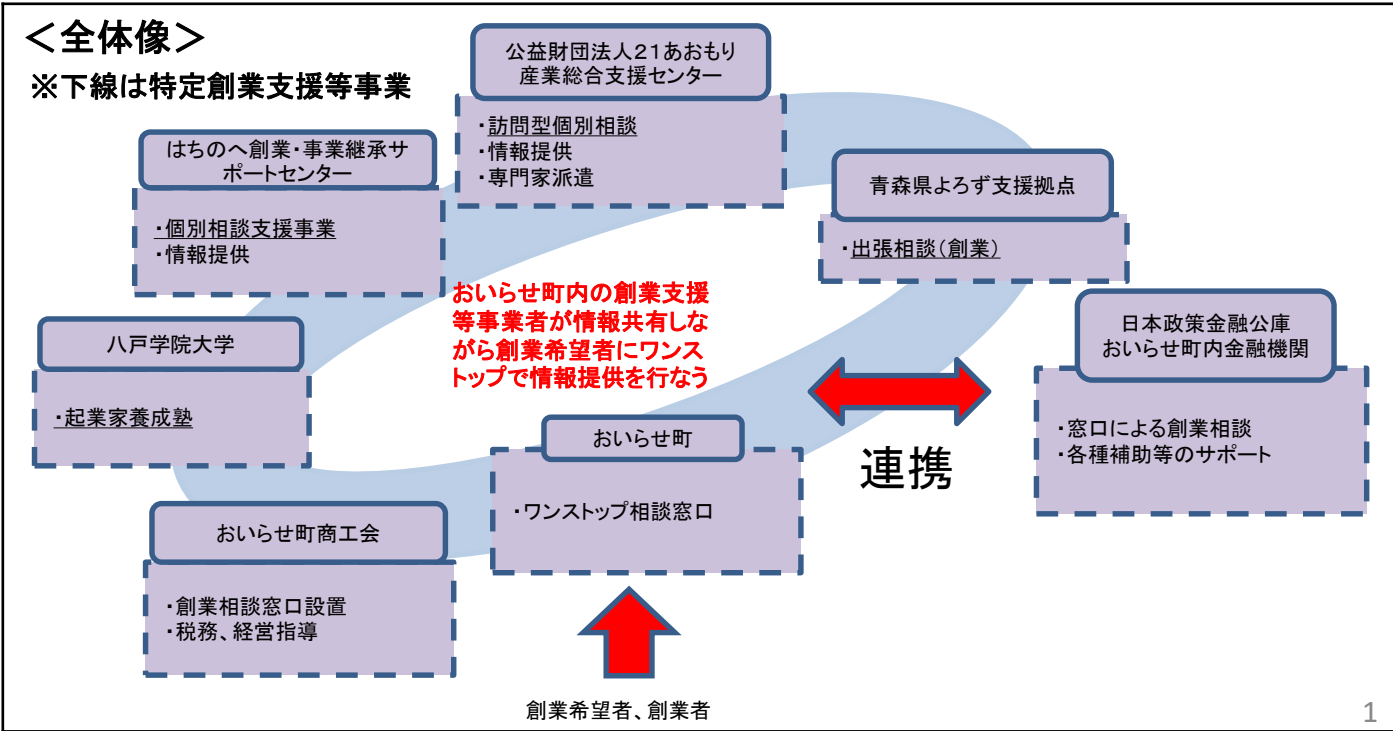 ＜全体像＞
※下線は特定創業支援等事業
公益財団法人２１あおもり
産業総合支援センター
・訪問型個別相談
・情報提供
・専門家派遣
はちのへ創業・事業継承サ
ポートセンター
・個別相談支援事業
・情報提供
青森県よろず支援拠点
・出張相談（創業）
おいらせ町内の創業支援
等事業者が情報共有しな
がら創業希望者にワンス
トップで情報提供を行なう
日本政策金融公庫
おいらせ町内金融機関
・窓口による創業相談
・各種補助等のサポート
八戸学院大学
・起業家養成塾
連携
おいらせ町
・ワンストップ相談窓口
おいらせ町商工会
・創業相談窓口設置
・税務、経営指導
創業希望者、創業者
1